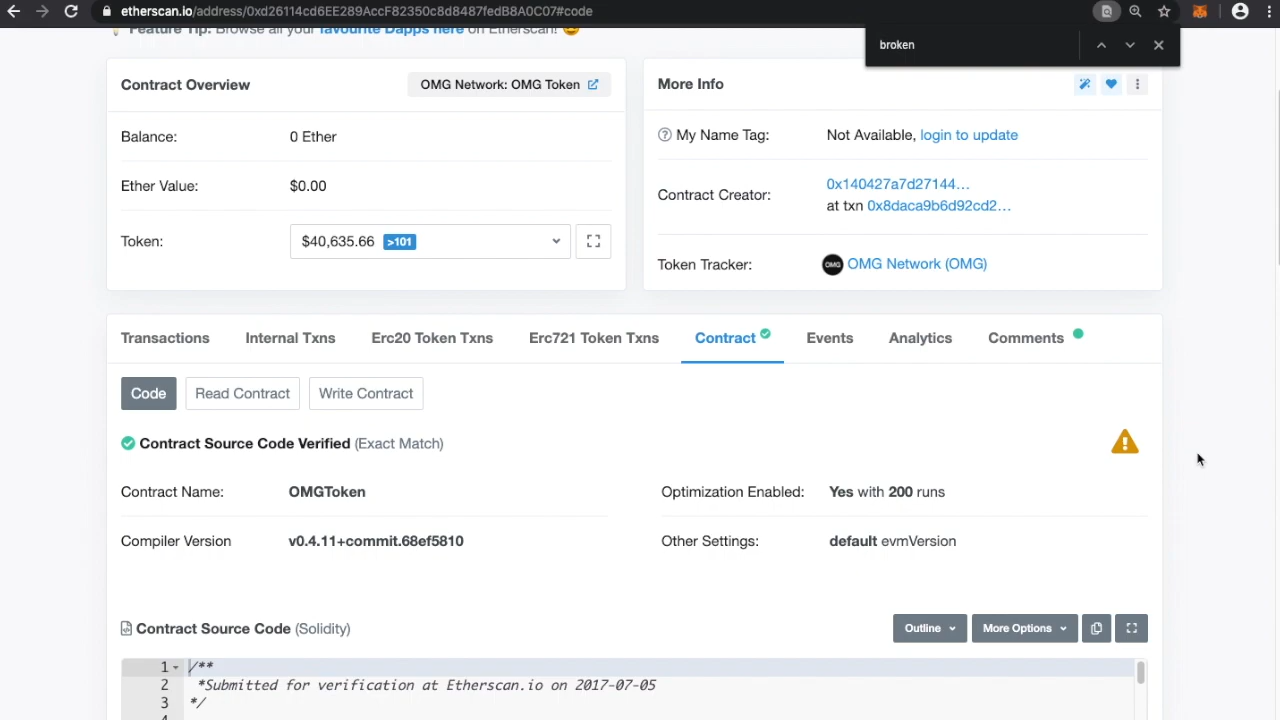 etherscan.io/address/0xd26114cd6EE289AccF82350c8d8487fedB8A0C07#code
broken
Feature Tip: Browse all your favourite Dapps here on Etherscan!
Contract Overview
OMG Network: OMG Token
Balance: 0 Ether
Ether Value: $0.00
Token: $40,635.66 >101
More Info
My Name Tag: Not Available, login to update
Contract Creator: 0x140427a7d27144...
at txn 0x8daca9b6d92cd2...
Token Tracker: OMG OMG Network (OMG)
Transactions Internal Txns Erc20 Token Txns Erc721 Token Txns Contract Events Analytics Comments
Code Read Contract Write Contract
Contract Source Code Verified (Exact Match)
Contract Name: OMGToken
Optimization Enabled: Yes with 200 runs
Compiler Version v0.4.11+commit.68ef5810
Other Settings: default evmVersion
Contract Source Code (Solidity)
Outline More Options
1 /**
2 *Submitted for verification at Etherscan.io on 2017-07-05
3 */